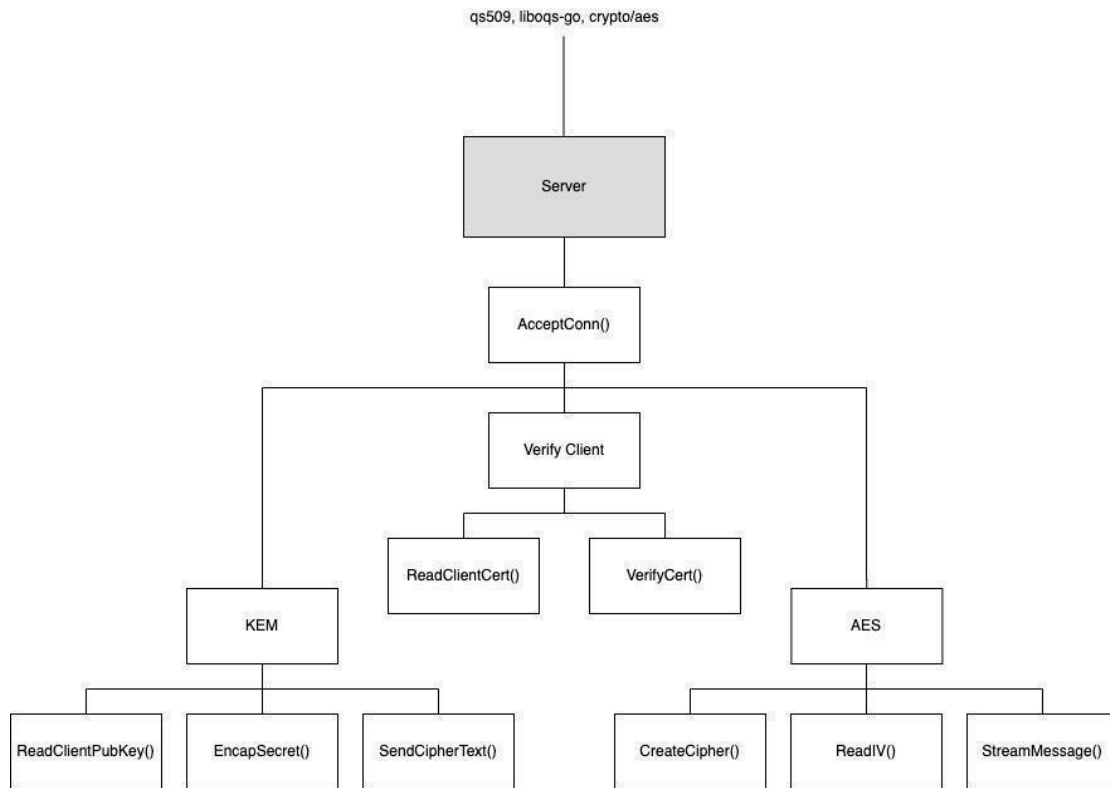 qs509, liboqs-go, crypto/aes
Server
AcceptConn()
Verify Client
ReadClientCert()
VerifyCert()
KEM
AES
ReadClientPubKey()
EncapSecret()
SendCipherText()
CreateCipher()
ReadIV()
StreamMessage()